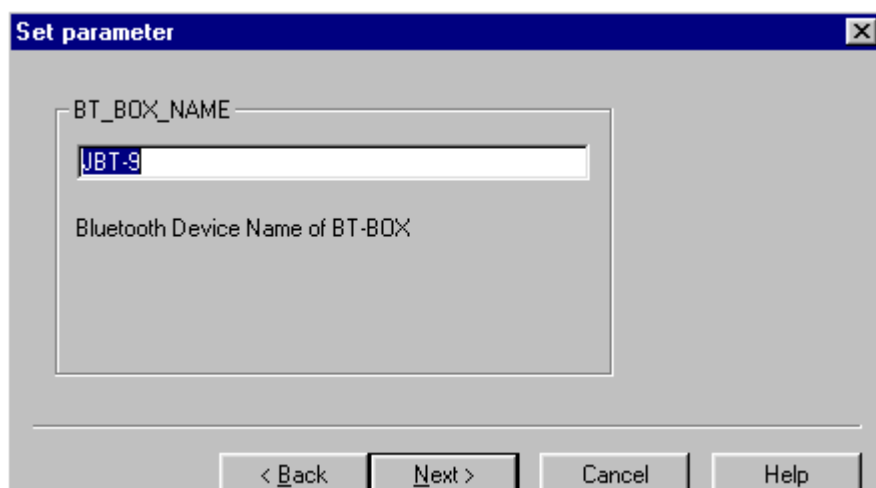 Set parameter
BT_BOX_NAME
JBT-9
Bluetooth Device Name of BT-BOX
< Back Next > Cancel Help